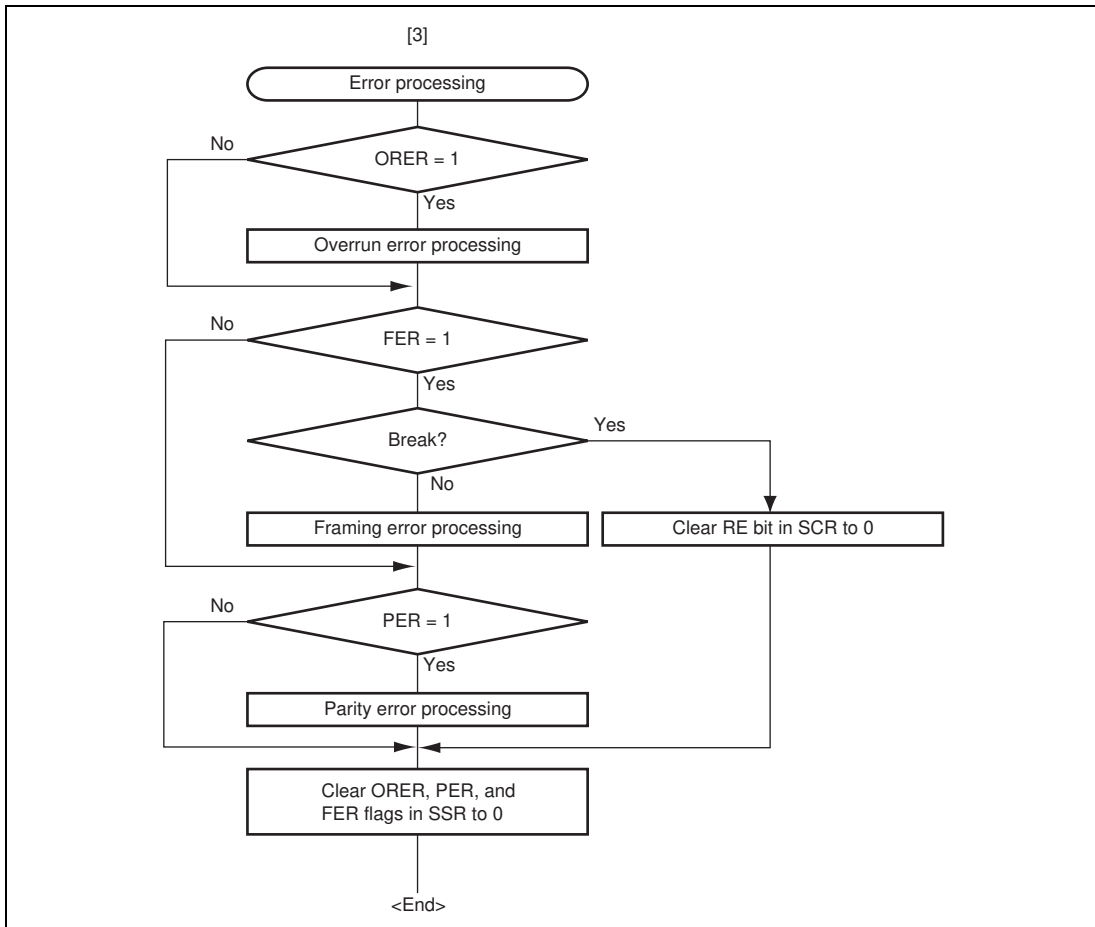 [3]
Error processing
No
ORER = 1
Yes
Overrun error processing
No
FER = 1
Yes
Break?
Yes
No
Framing error processing
Clear RE bit in SCR to 0
No
PER = 1
Yes
Parity error processing
Clear ORER, PER, and
FER flags in SSR to 0
<End>